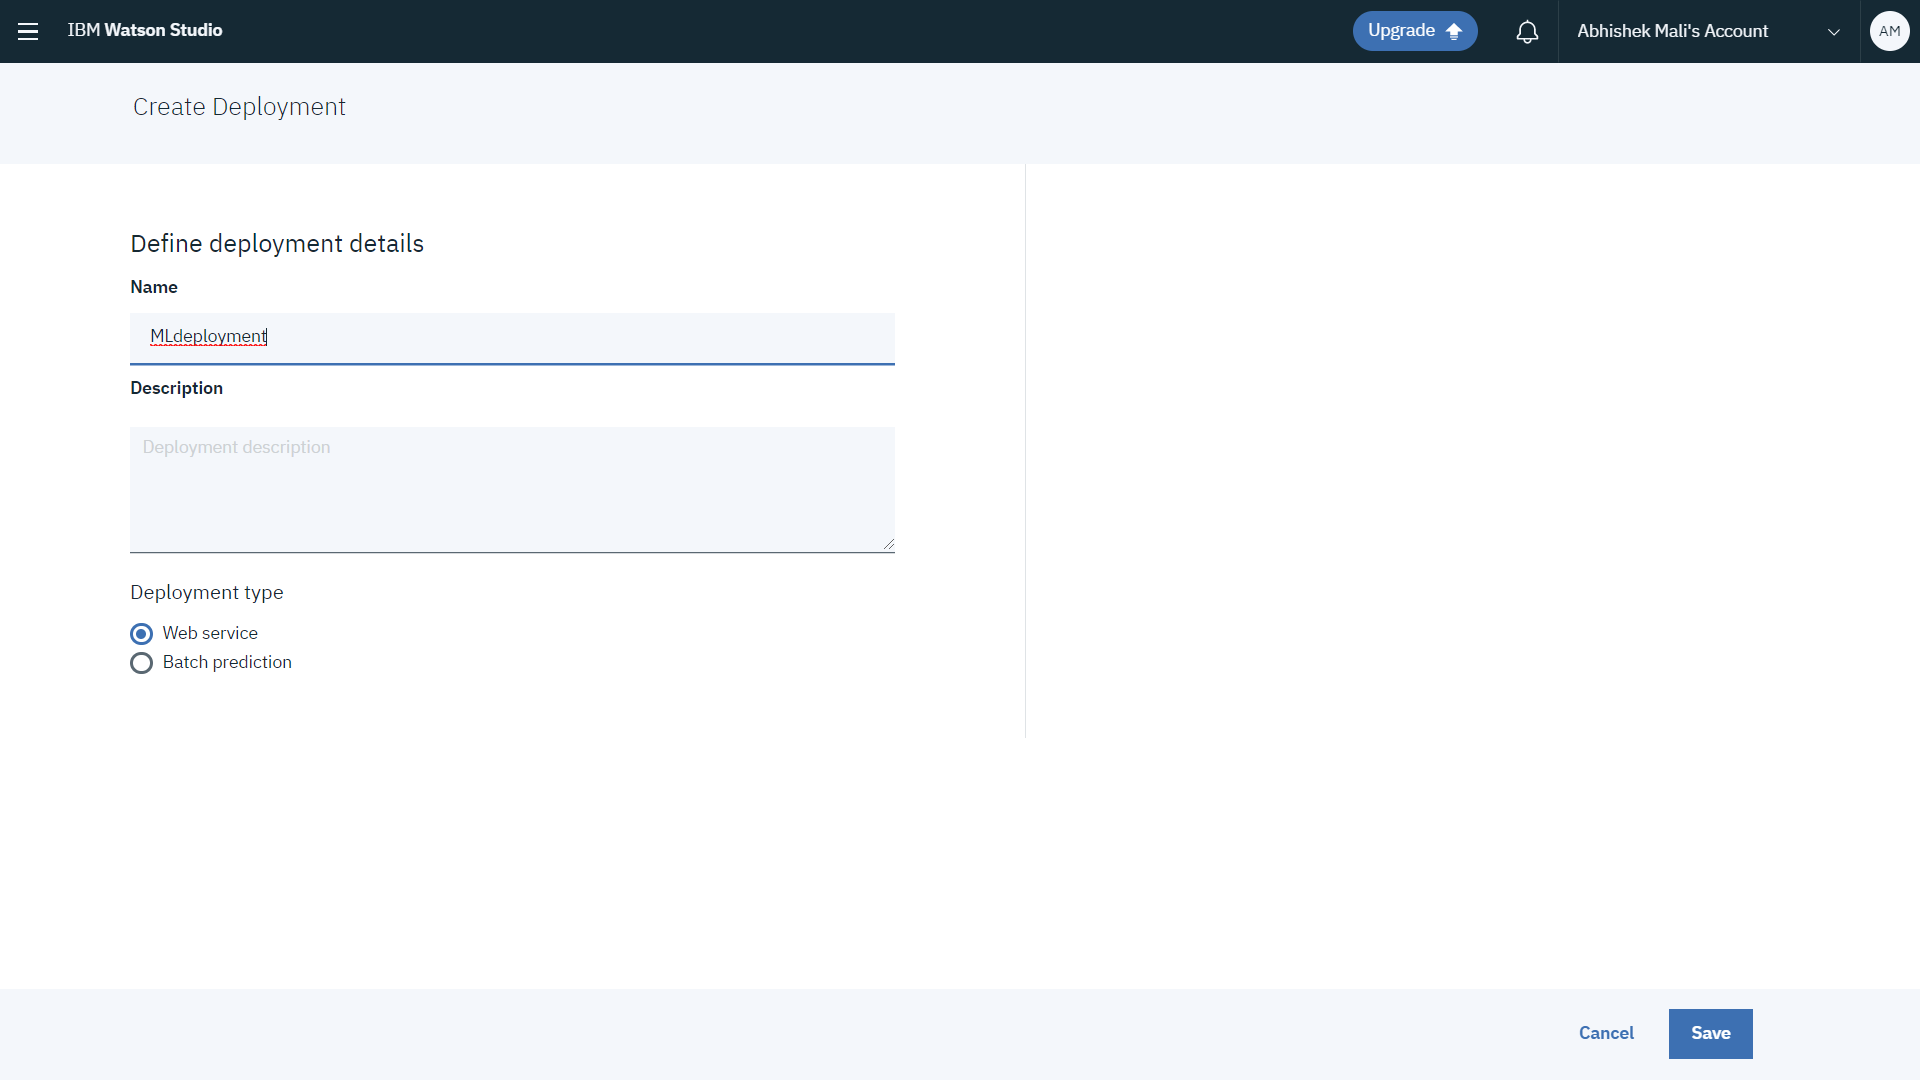 IBM Watson Studio
Upgrade
Abhishek Mali's Account
AM
Create Deployment
Define deployment details
Name
MLdeployment
Description
Deployment description
Deployment type
Web service
Batch prediction
Cancel
Save